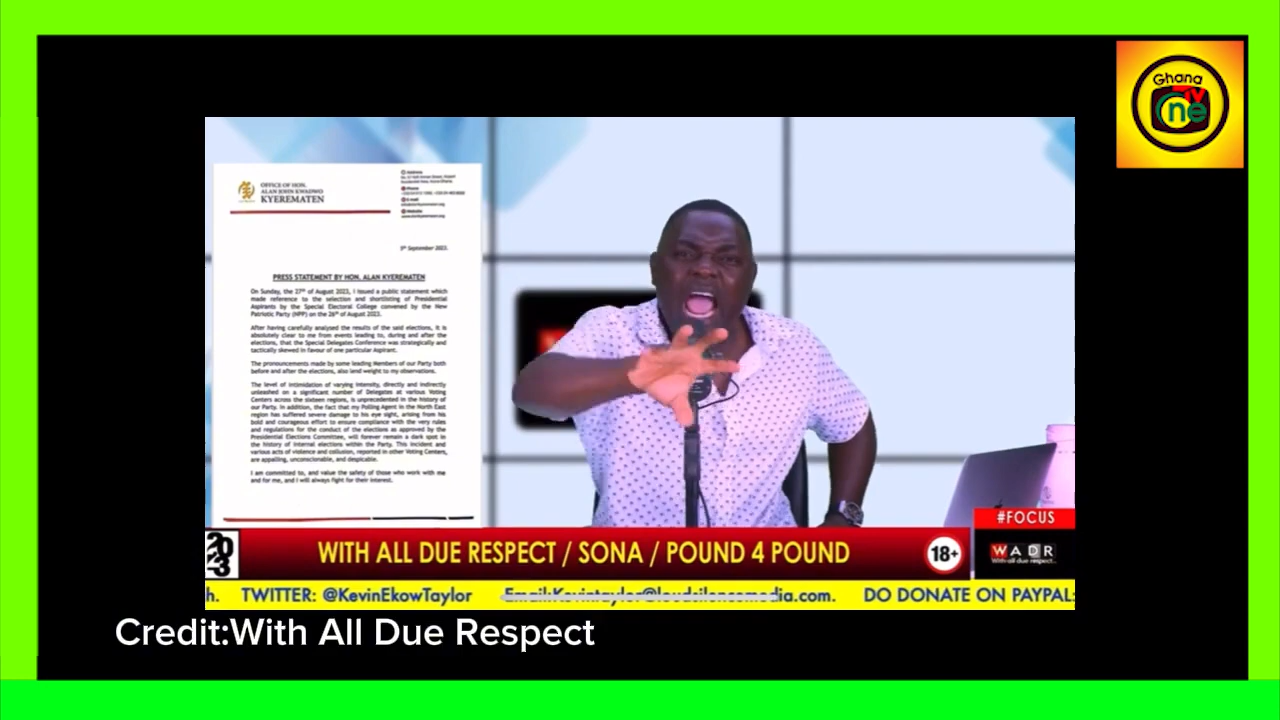 Ghana
TV
One
OFFICE OF HON.
ALAN JOHN KWADWO
KYEREMATEN
Address
Phone
E-mail
Website
5th September 2023.
PRESS STATEMENT BY HON. ALAN KYEREMATEN
On Sunday, the 27th of August 2023, I issued a public statement which
made reference to the selection and shortlisting of Presidential
Aspirants by the Special Electoral College convened by the New
Patriotic Party (NPP) on the 26th of August 2023.
After having carefully analysed the results of the said elections, it is
absolutely clear to me from events leading to, during and after the
elections, that the Special Delegates Conference was strategically and
tactically skewed in favour of one particular Aspirant.
The pronouncements made by some leading Members of our Party both
before and after the elections, also lend weight to my observations.
The level of intimidation of varying intensity, directly and indirectly
unleashed on a significant number of Delegates at various Voting
Centers across the sixteen regions, is unprecedented in the history of
our Party. In addition, the fact that my Polling Agent in the North East
region has suffered severe damage to his eye sight, arising from his
bold and courageous effort to ensure compliance with the very rules
and regulations for the conduct of the elections as approved by the
Presidential Elections Committee, will forever remain a dark spot in
the history of internal elections within the Party. This incident and
various acts of violence and collusion, reported in other Voting Centers,
are appalling, unconscionable, and despicable.
I am committed to, and value the safety of those who work with me
and for me, and I will always fight for their interest.
#FOCUS
2023
WITH ALL DUE RESPECT / SONA / POUND 4 POUND
18+
WADR
With all due respect..
h. TWITTER: @KevinEkowTaylor Email:Kevintaylor@loudsilencemedia.com. DO DONATE ON PAYPAL:
Credit:With All Due Respect